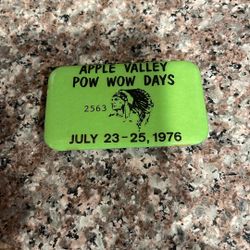 APPLE VALLEY
POW WOW DAYS
2563
JULY 23-25, 1976